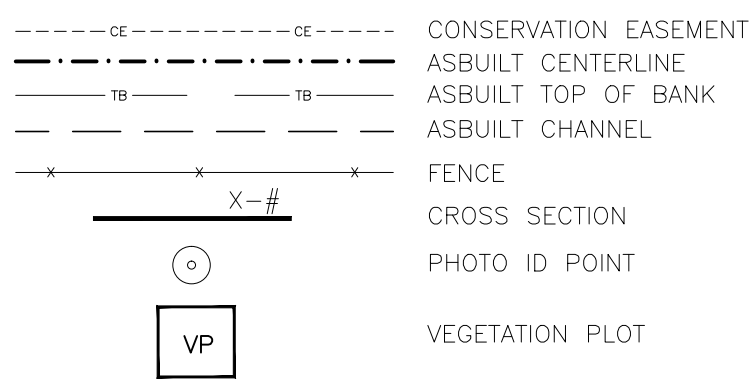 CE CE CONSERVATION EASEMENT
ASBUILT CENTERLINE
TB TB ASBUILT TOP OF BANK
ASBUILT CHANNEL
X X X FENCE
X-# CROSS SECTION
PHOTO ID POINT
VP VEGETATION PLOT